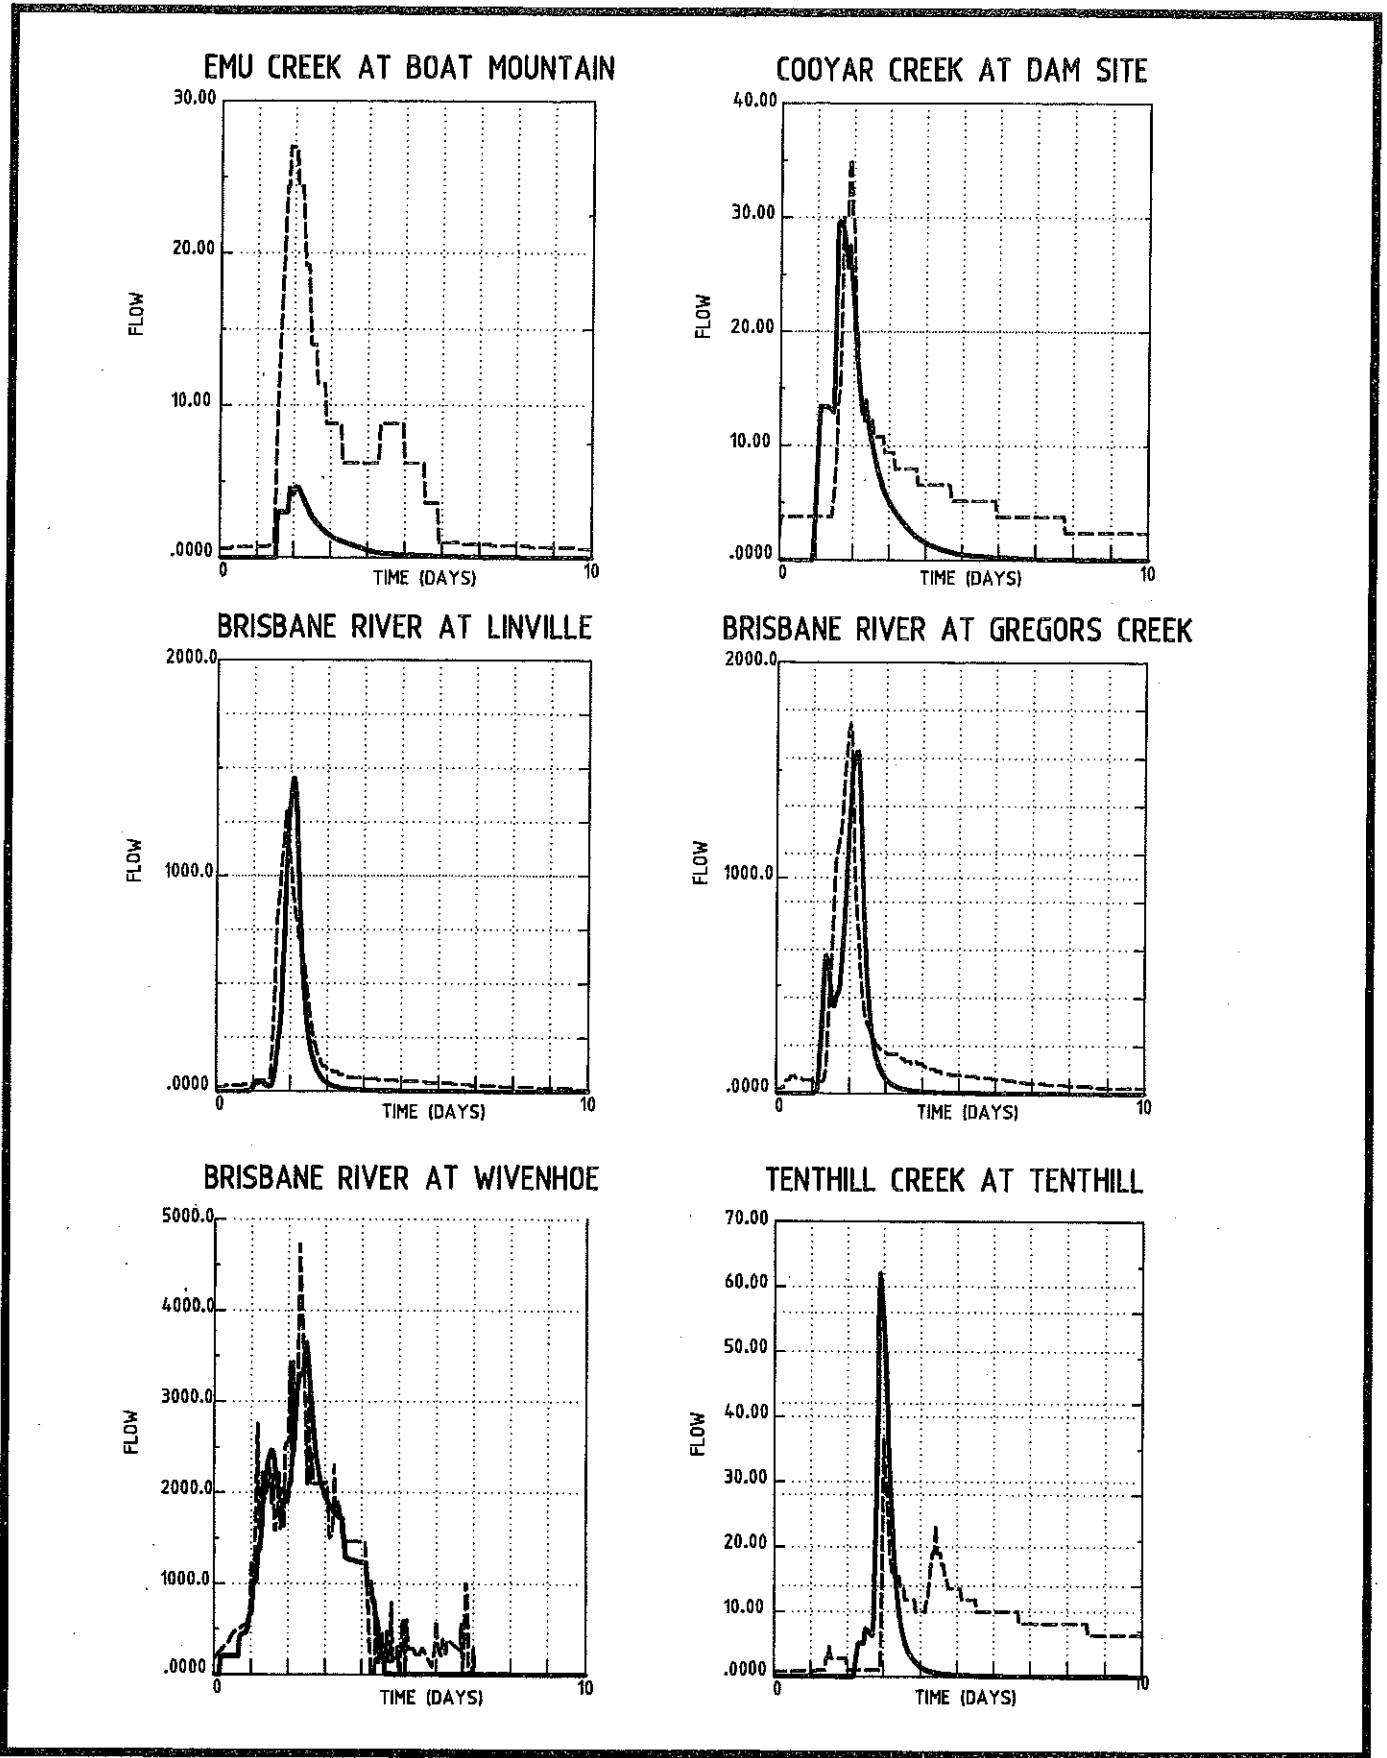 EMU CREEK AT BOAT MOUNTAIN
30.00
20.00
10.00
.0000
FLOW
0
10
TIME (DAYS)
COOYAR CREEK AT DAM SITE
40.00
30.00
20.00
10.00
.0000
FLOW
0
10
TIME (DAYS)
BRISBANE RIVER AT LINVILLE
2000.0
1000.0
.0000
FLOW
0
10
TIME (DAYS)
BRISBANE RIVER AT GREGORS CREEK
2000.0
1000.0
.0000
FLOW
0
10
TIME (DAYS)
BRISBANE RIVER AT WIVENHOE
5000.0
4000.0
3000.0
2000.0
1000.0
.0000
FLOW
0
10
TIME (DAYS)
TENTHILL CREEK AT TENTHILL
70.00
60.00
50.00
40.00
30.00
20.00
10.00
.0000
FLOW
0
10
TIME (DAYS)